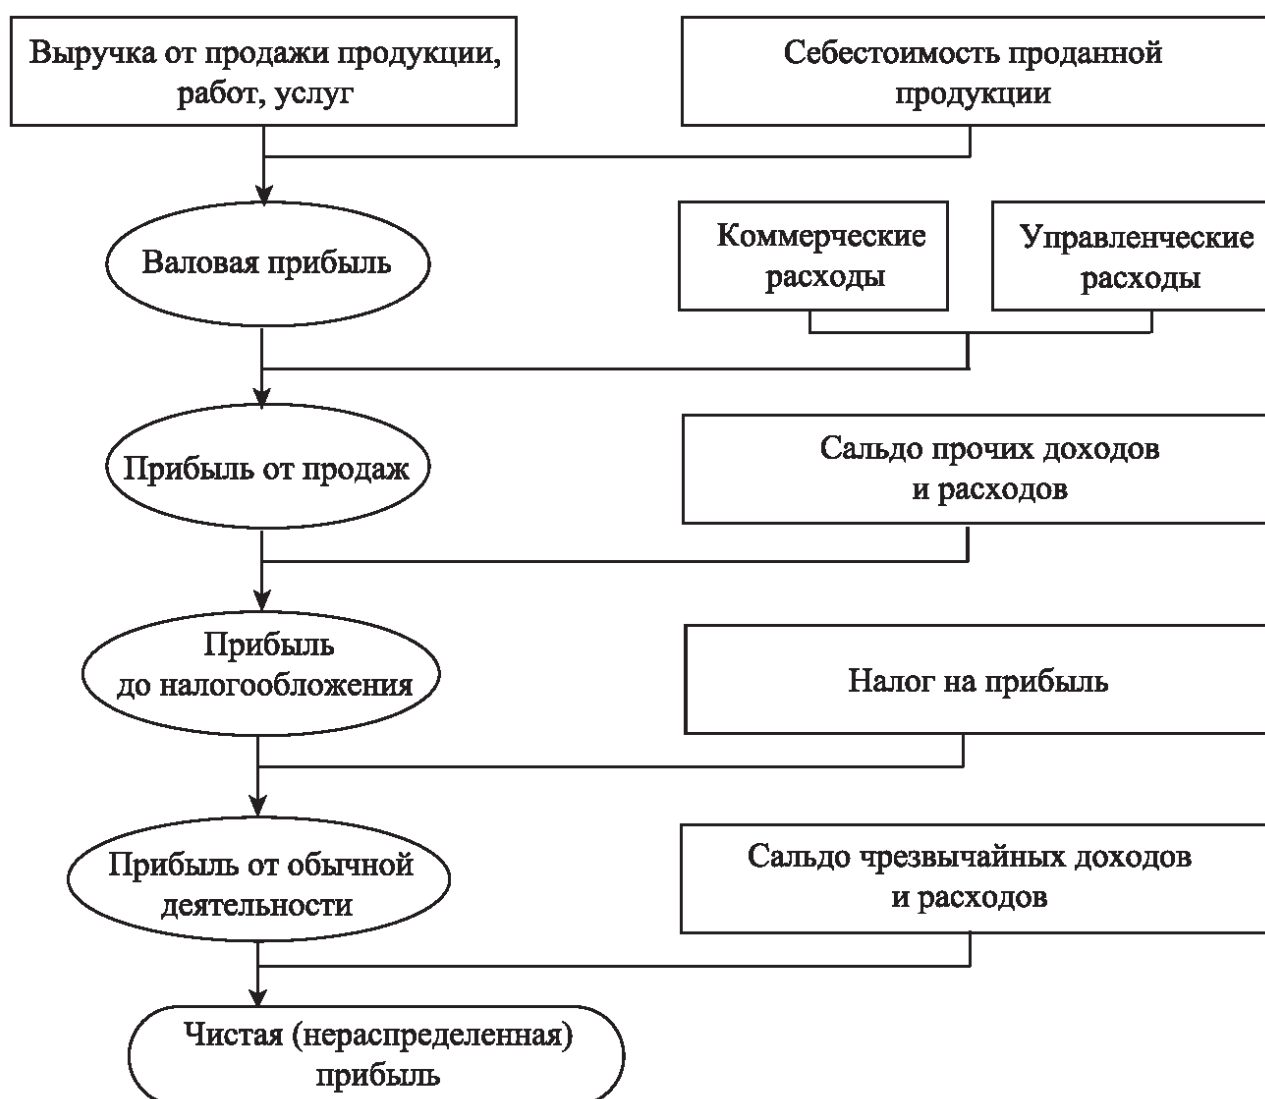 Выручка от продажи продукции,
работ, услуг
Себестоимость проданной
продукции
Валовая прибыль
Коммерческие
расходы
Управленческие
расходы
Прибыль от продаж
Сальдо прочих доходов
и расходов
Прибыль
до налогообложения
Налог на прибыль
Прибыль от обычной
деятельности
Сальдо чрезвычайных доходов
и расходов
Чистая (нераспределенная)
прибыль